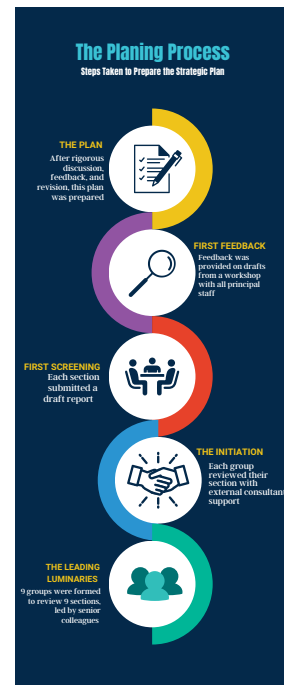 The Planing Process
Steps Taken to Prepare the Strategic Plan
THE PLAN
After rigorous
discussion,
feedback, and
revision, this plan
was prepared
FIRST FEEDBACK
Feedback was
provided on drafts
from a workshop
with all principal
staff
FIRST SCREENING
Each section
submitted a
draft report
THE INITIATION
Each group
reviewed their
section with
external consultan
support
THE LEADING
LUMINARIES
9 groups were formed
to review 9 sections,
led by senior
colleagues